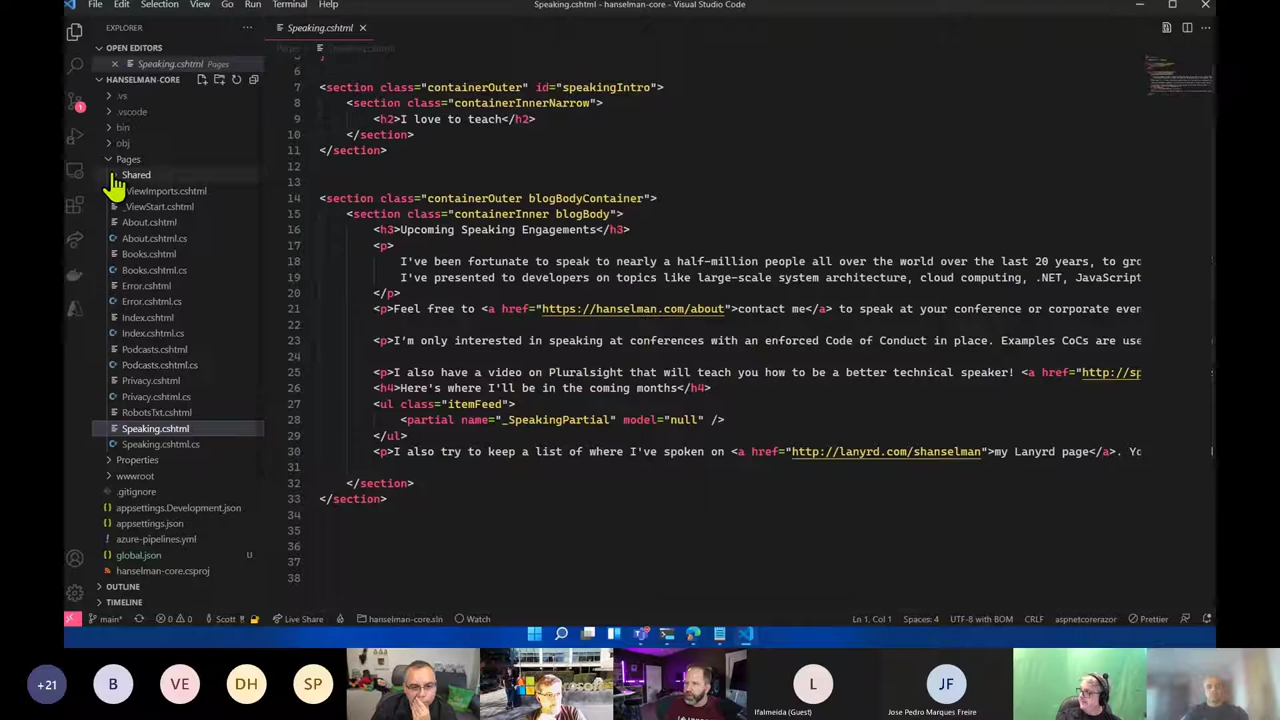 File Edit Selection View Go Run Terminal Help
Speaking.cshtml - hanselman-core - Visual Studio Code
EXPLORER
Speaking.cshtml
OPEN EDITORS
Speaking.cshtml Pages
HANSELMAN-CORE
.vs
.vscode
bin
obj
Pages
Shared
ViewImports.cshtml
_ViewStart.cshtml
About.cshtml
About.cshtml.cs
Books.cshtml
Books.cshtml.cs
Error.cshtml
Error.cshtml.cs
Index.cshtml
Index.cshtml.cs
Podcasts.cshtml
Podcasts.cshtml.cs
Privacy.cshtml
Privacy.cshtml.cs
RobotsTxt.cshtml
Speaking.cshtml
Speaking.cshtml.cs
Properties
wwwroot
.gitignore
appsettings.Development.json
appsettings.json
azure-pipelines.yml
global.json U
hanselman-core.csproj
OUTLINE
TIMELINE
1
Pages Speaking.cshtml
6
7 <section class="containerOuter" id="speakingIntro">
8 <section class="containerInnerNarrow">
9 <h2>I love to teach</h2>
10 </section>
11 </section>
12
13
14 <section class="containerOuter blogBodyContainer">
15 <section class="containerInner blogBody">
16 <h3>Upcoming Speaking Engagements</h3>
17 <p>
18 I've been fortunate to speak to nearly a half-million people all over the world over the last 20 years, to gro
19 I've presented to developers on topics like large-scale system architecture, cloud computing, .NET, JavaScript
20 </p>
21 <p>Feel free to <a href="https://hanselman.com/about">contact me</a> to speak at your conference or corporate even
22
23 <p>I'm only interested in speaking at conferences with an enforced Code of Conduct in place. Examples CoCs are use
24
25 <p>I also have a video on Pluralsight that will teach you how to be a better technical speaker! <a href="http://sp
26 <h4>Here's where I'll be in the coming months</h4>
27 <ul class="itemFeed">
28 <partial name="_SpeakingPartial" model="null" />
29 </ul>
30 <p>I also try to keep a list of where I've spoken on <a href="http://lanyrd.com/shanselman">my Lanyrd page</a>. Yo
31
32 </section>
33 </section>
34
35
36
37
38
main* 0 0 Scott Live Share hanselman-core.sln Watch Ln 1, Col 1 Spaces: 4 UTF-8 with BOM CRLF aspnetcorerazor Prettier
+21 B VE DH SP L JF
lfalmeida (Guest) Jose Pedro Marques Freire